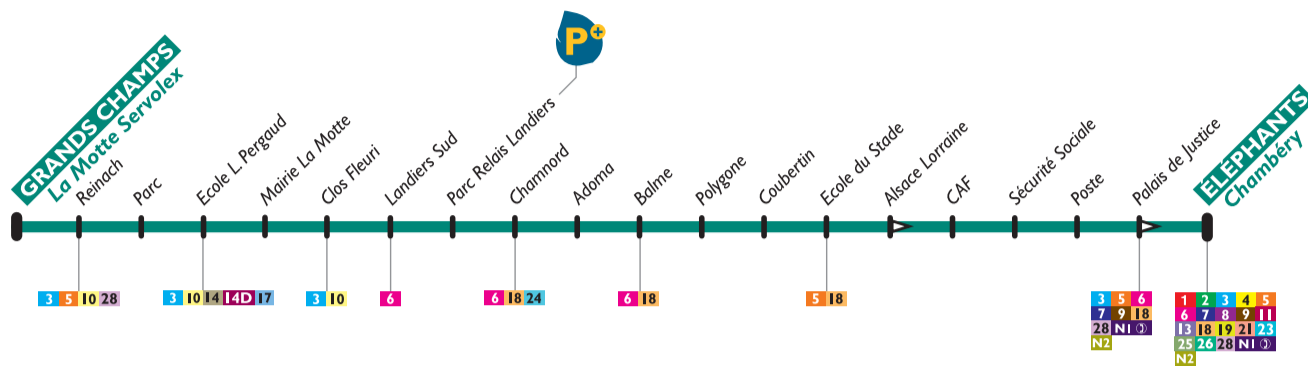 P+
GRANDS CHAMPS
La Motte Servolex
Reinach
Parc
Ecole L. Pergaud
Mairie La Motte
Clos Fleuri
Landiers Sud
Parc Relais Landiers
Chamnord
Adoma
Balme
Polygone
Coubertin
Ecole du Stade
Alsace Lorraine
CAF
Sécurité Sociale
Poste
Palais de Justice
ÉLÉPHANTS
Chambéry
3 5 10 28
3 10 14 14D 17
3 10
6
6 18 24
6 18
5 18
3 5 6
7 9 18
28 N1
N2
1 2 3 4 5
6 7 8 9 11
13 18 19 21 23
25 26 28 N1
N2